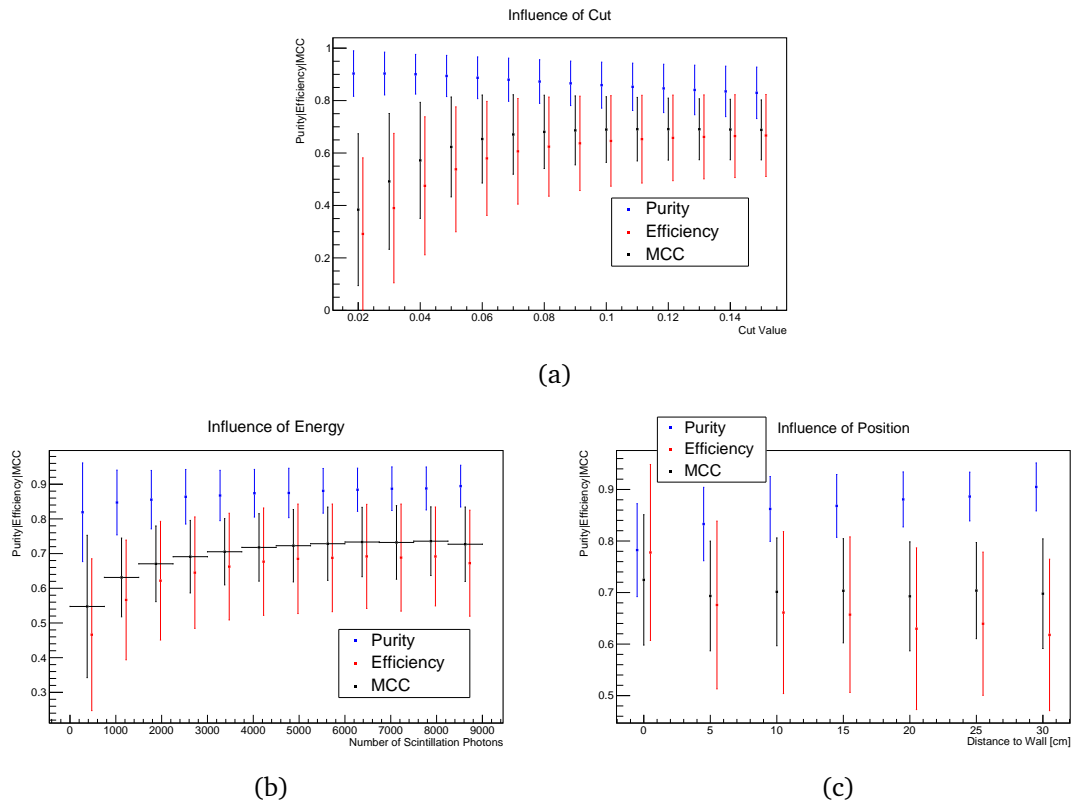 Influence of Cut
Purity|Efficiency|MCC
1
0.8
0.6
0.4
0.2
0
Purity
Efficiency
MCC
0.02 0.04 0.06 0.08 0.1 0.12 0.14
Cut Value
(a)
Influence of Energy
Purity|Efficiency|MCC
0.9
0.8
0.7
0.6
0.5
0.4
0.3
Purity
Efficiency
MCC
0 1000 2000 3000 4000 5000 6000 7000 8000 9000
Number of Scintillation Photons
(b)
Influence of Position
Purity|Efficiency|MCC
Purity
Efficiency
MCC
0.9
0.8
0.7
0.6
0.5
0 5 10 15 20 25 30
Distance to Wall [cm]
(c)